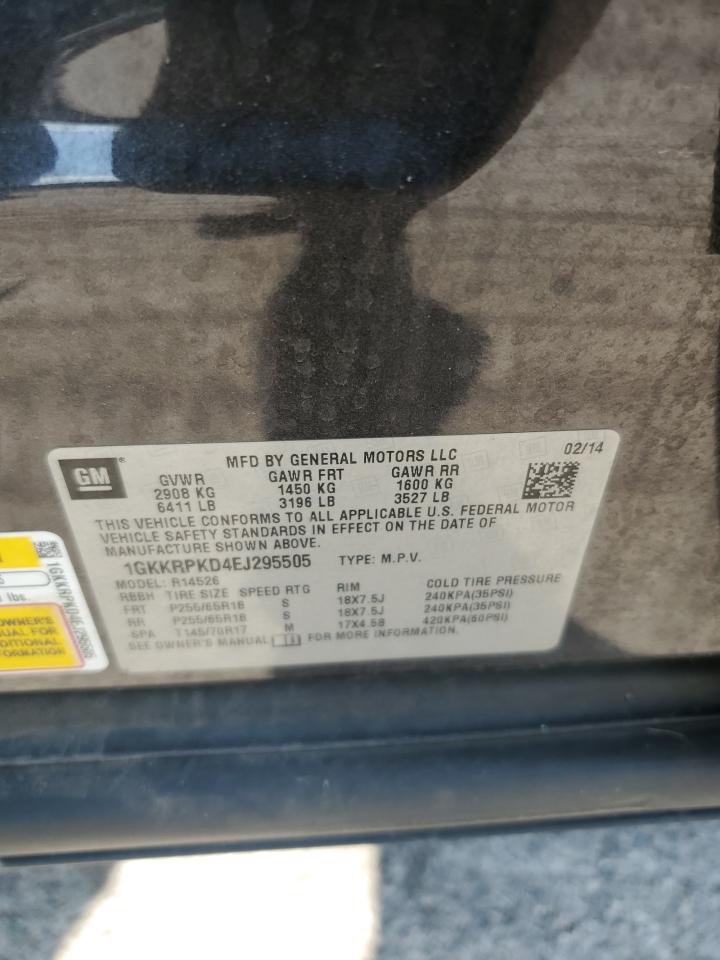 MFD BY GENERAL MOTORS LLC 02/14
GM
GVWR GAWR FRT GAWR RR
2908 KG 1450 KG 1600 KG
6411 LB 3196 LB 3527 LB
THIS VEHICLE CONFORMS TO ALL APPLICABLE U.S. FEDERAL MOTOR
VEHICLE SAFETY STANDARDS IN EFFECT ON THE DATE OF
MANUFACTURE SHOWN ABOVE.
1GKKRPKD4EJ295505 TYPE: M.P.V.
MODEL: R14526
RBBH TIRE SIZE SPEED RTG RIM COLD TIRE PRESSURE
FRT P255/65R18 S 18X7.5J 240KPA(35PSI)
RR P255/65R18 S 18X7.5J 240KPA(35PSI)
SPA T145/70R17 M 17X4.5B 420KPA(60PSI)
SEE OWNER'S MANUAL FOR MORE INFORMATION.
lbs.
OWNER'S
FOR